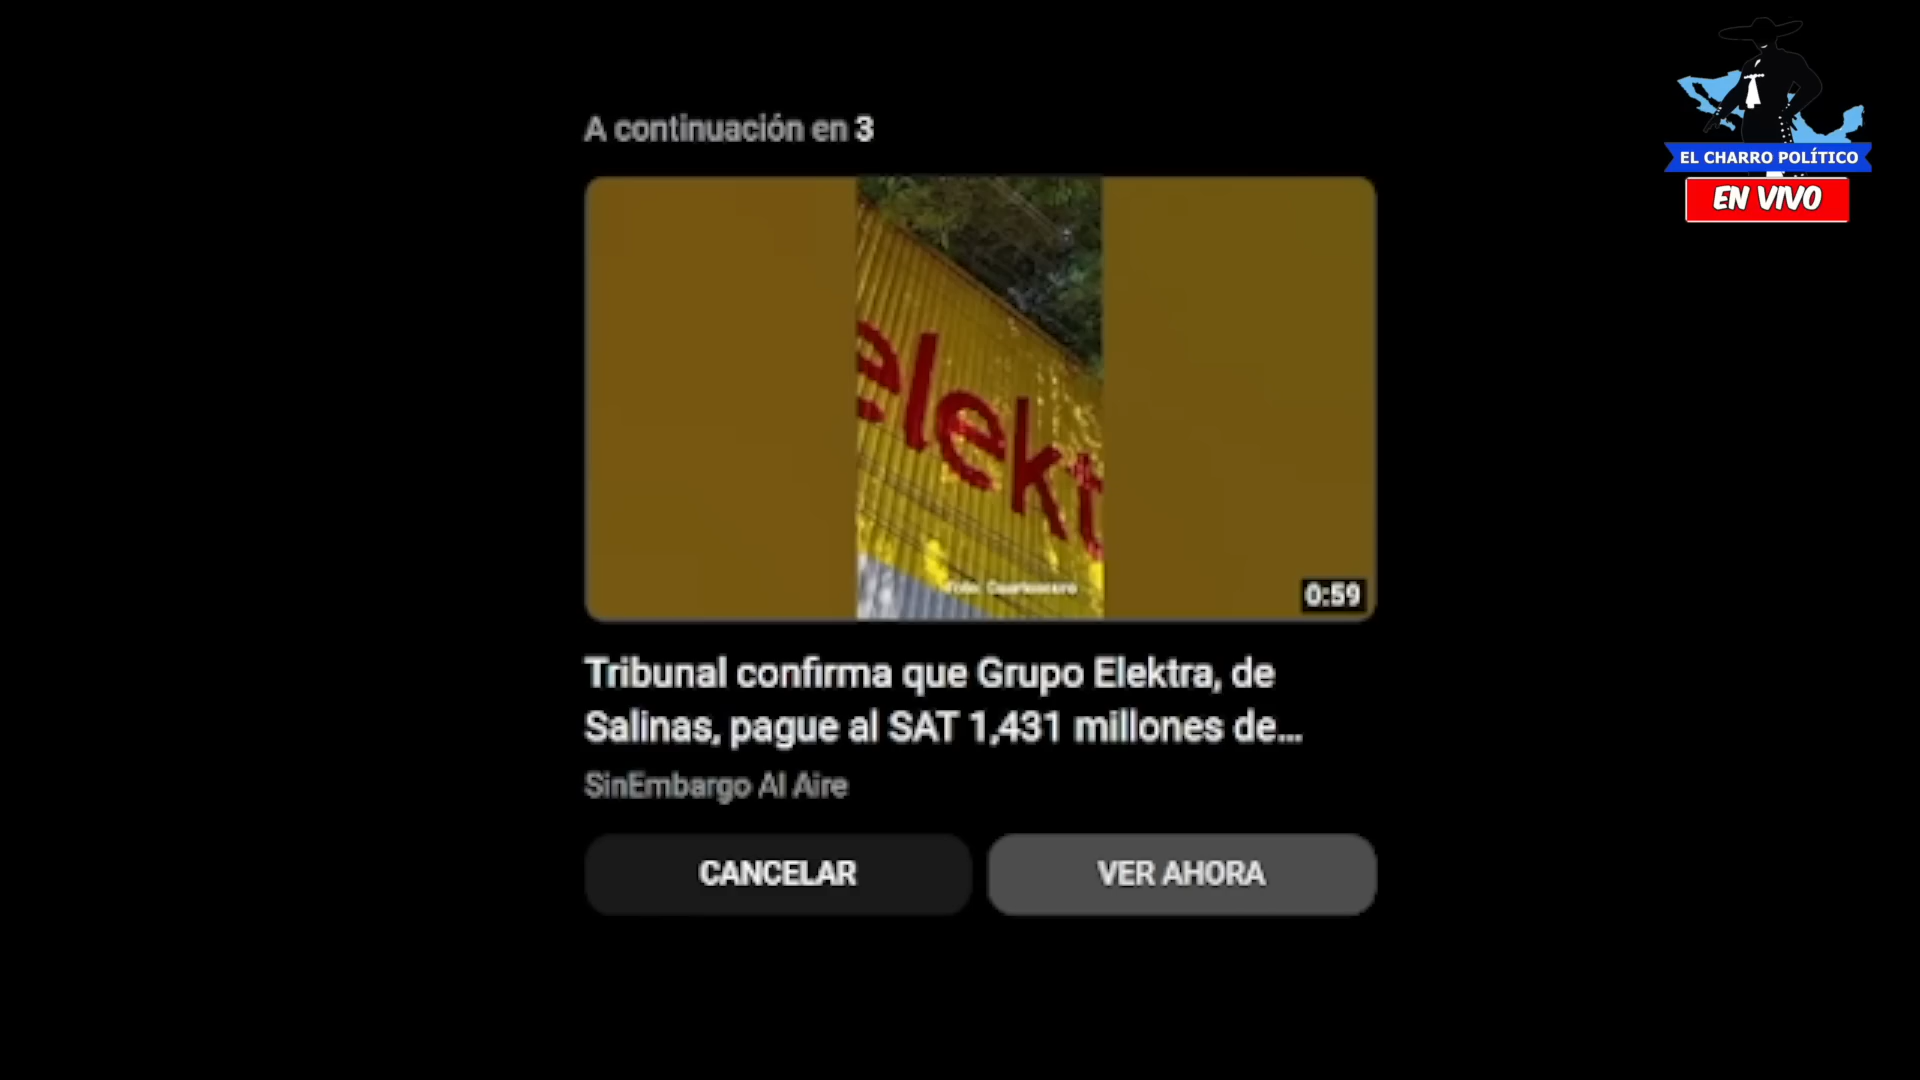 A continuación en 3
EL CHARRO POLÍTICO
EN VIVO
elekt
0:59
Tribunal confirma que Grupo Elektra, de
Salinas, pague al SAT 1,431 millones de...
SinEmbargo Al Aire
CANCELAR
VER AHORA